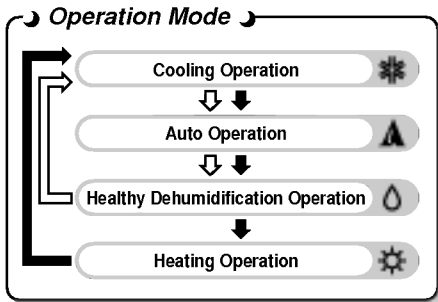 Operation Mode
Cooling Operation
Auto Operation
Healthy Dehumidification Operation
Heating Operation